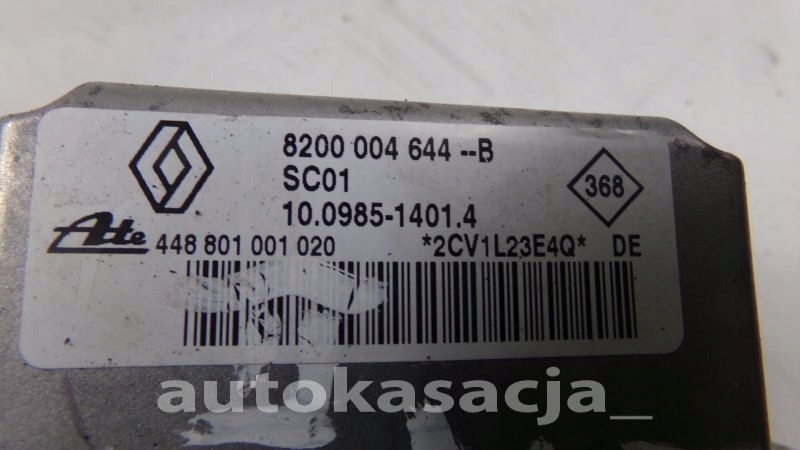 8200 004 644 --B
SC01
368
10.0985-1401.4
Ate 448 801 001 020 *2CV1L23E4Q* DE
autokasacja_